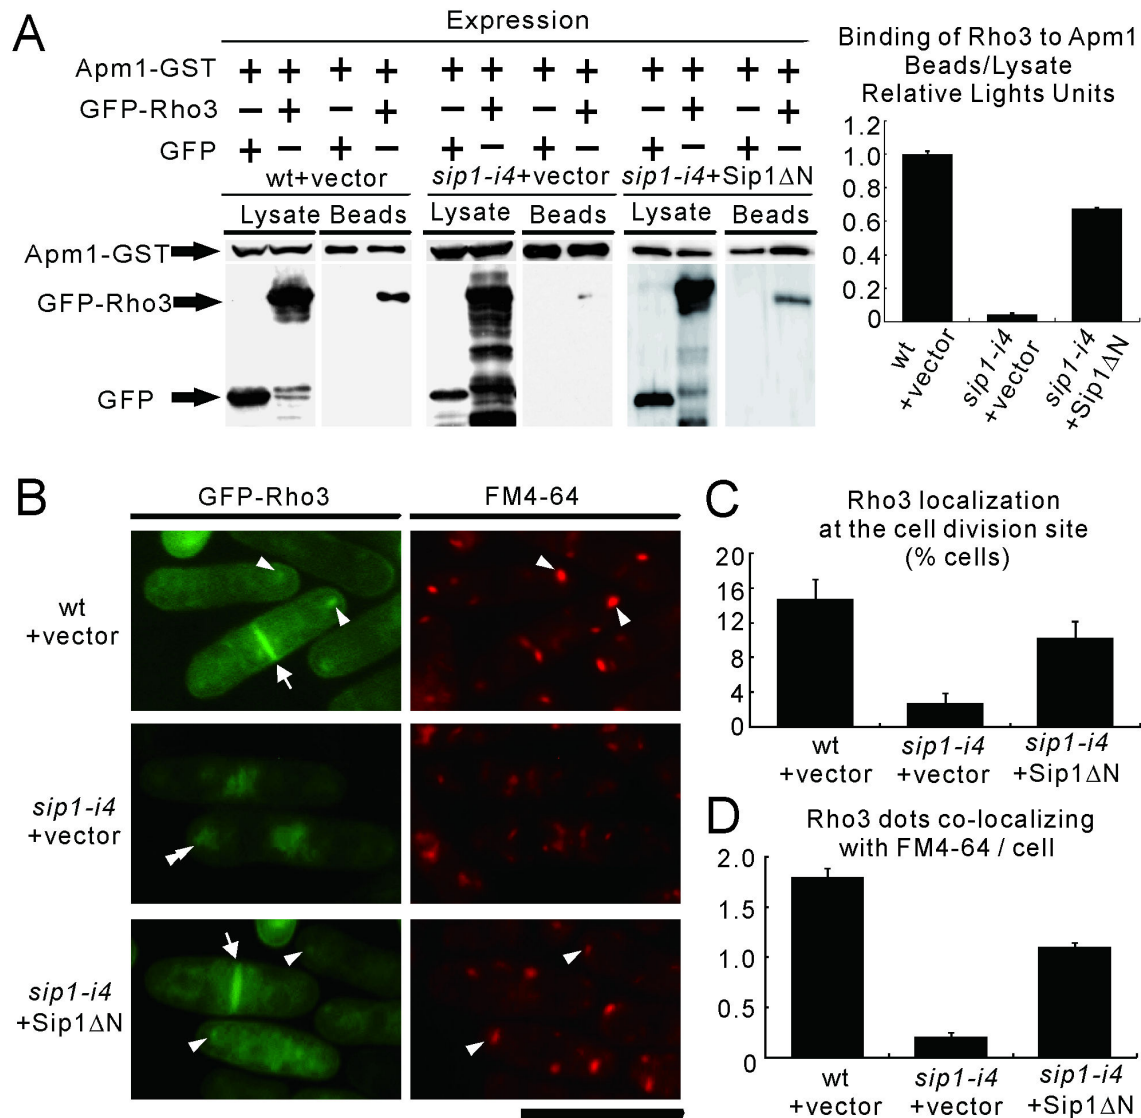 A
Expression
Apm1-GST + + + + + + + + + + + +
GFP-Rho3 − + − + − + − + − + − +
GFP + − + − + − + − + − + −
wt+vector sip1-i4+vector sip1-i4+Sip1ΔN
Lysate Beads Lysate Beads Lysate Beads
Apm1-GST
GFP-Rho3
GFP
Binding of Rho3 to Apm1
Beads/Lysate
Relative Lights Units
1.2
1.0
0.8
0.6
0.4
0.2
0
wt
+vector
sip1-i4
+vector
sip1-i4
+Sip1ΔN
B
GFP-Rho3 FM4-64
wt
+vector
sip1-i4
+vector
sip1-i4
+Sip1ΔN
C
Rho3 localization
at the cell division site
(% cells)
20
16
12
8
4
0
wt
+vector
sip1-i4
+vector
sip1-i4
+Sip1ΔN
D
Rho3 dots co-localizing
with FM4-64 / cell
2.0
1.5
1.0
0.5
0
wt
+vector
sip1-i4
+vector
sip1-i4
+Sip1ΔN